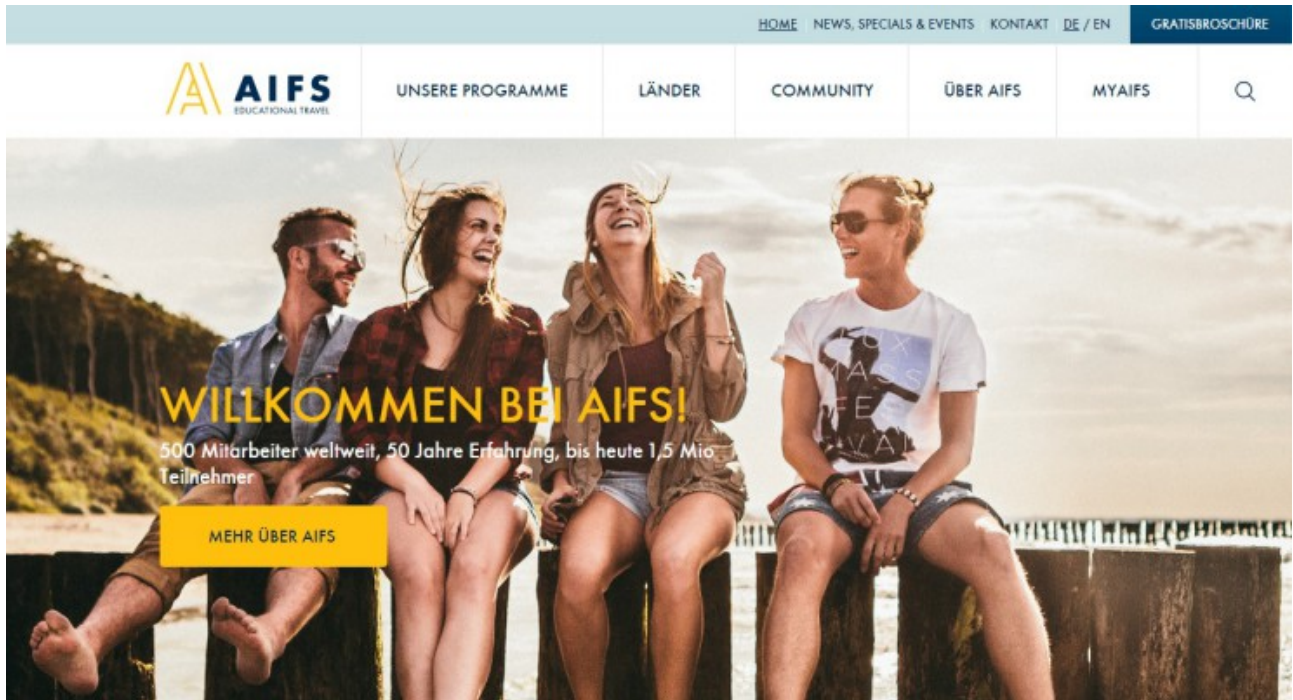 HOME NEWS, SPECIALS & EVENTS KONTAKT DE / EN GRATISBROSCHÜRE
AIFS
EDUCATIONAL TRAVEL
UNSERE PROGRAMME LÄNDER COMMUNITY ÜBER AIFS MYAIFS
WILLKOMMEN BEI AIFS!
500 Mitarbeiter weltweit, 50 Jahre Erfahrung, bis heute 1,5 Mio
Teilnehmer
MEHR ÜBER AIFS